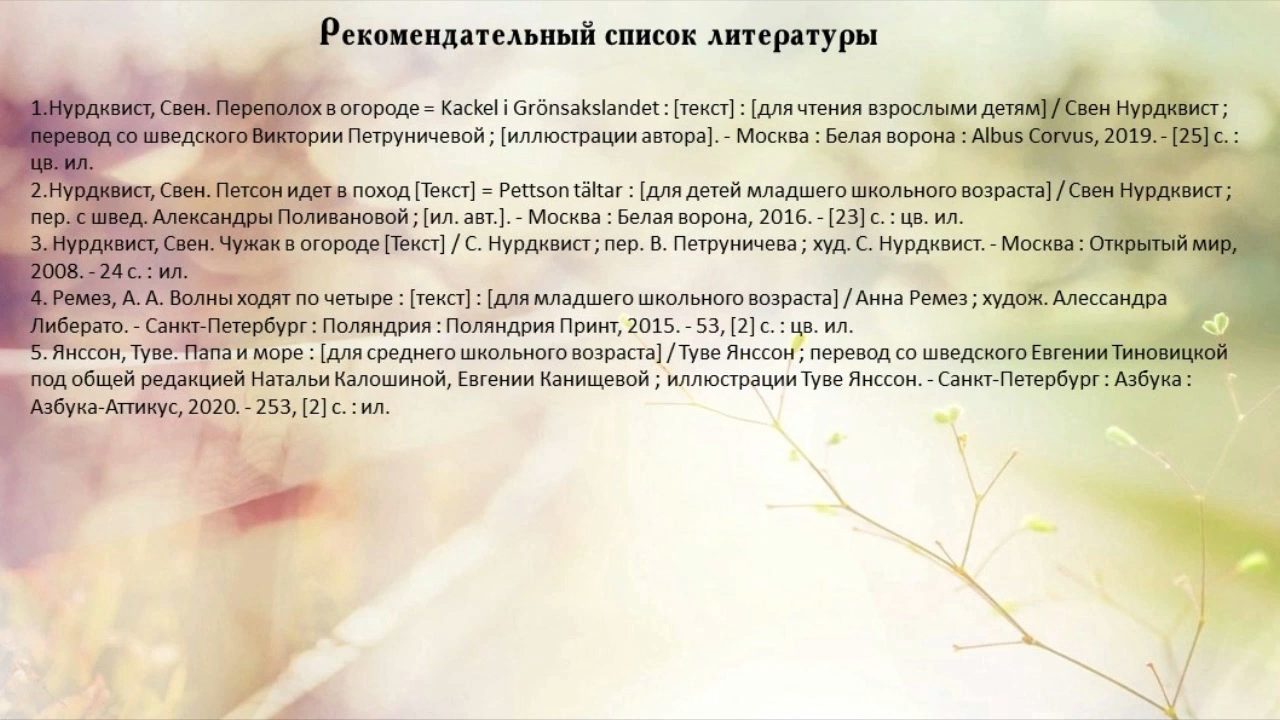 Рекомендательный список литературы
1.Нурдквист, Свен. Переполох в огороде = Kackel i Grönsakslandet : [текст] : [для чтения взрослыми детям] / Свен Нурдквист ;
перевод со шведского Виктории Петруничевой ; [иллюстрации автора]. - Москва : Белая ворона : Albus Corvus, 2019. - [25] с. :
цв. ил.
2.Нурдквист, Свен. Петсон идет в поход [Текст] = Pettson tältar : [для детей младшего школьного возраста] / Свен Нурдквист ;
пер. с швед. Александры Поливановой ; [ил. авт.]. - Москва : Белая ворона, 2016. - [23] с. : цв. ил.
3. Нурдквист, Свен. Чужак в огороде [Текст] / С. Нурдквист ; пер. В. Петруничева ; худ. С. Нурдквист. - Москва : Открытый мир,
2008. - 24 с. : ил.
4. Ремез, А. А. Волны ходят по четыре : [текст] : [для младшего школьного возраста] / Анна Ремез ; худож. Алессандра
Либерато. - Санкт-Петербург : Поляндрия : Поляндрия Принт, 2015. - 53, [2] с. : цв. ил.
5. Янссон, Туве. Папа и море : [для среднего школьного возраста] / Туве Янссон ; перевод со шведского Евгении Тиновицкой
под общей редакцией Натальи Калошиной, Евгении Канищевой ; иллюстрации Туве Янссон. - Санкт-Петербург : Азбука :
Азбука-Аттикус, 2020. - 253, [2] с. : ил.